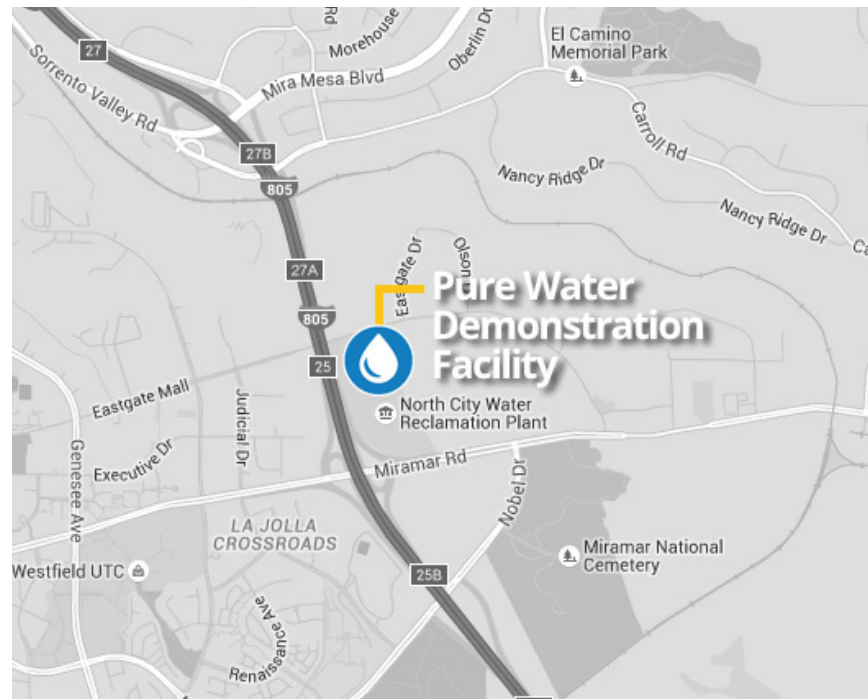 Rd
Morehouse
Oberlin Dr
El Camino
Memorial Park
27
Mira Mesa Blvd
Sorrento Valley Rd
27B
805
Carroll Rd
Nancy Ridge Dr
Nancy Ridge Dr
Ca
Eastgate Dr
27A
805
Pure Water
Demonstration
Facility
25
North City Water
Reclamation Plant
Eastgate Mall
Judicial Dr
Executive Dr
Genesee Ave
Miramar Rd
Nobel Dr
LA JOLLA
CROSSROADS
Miramar National
Cemetery
Westfield UTC
25B
Renaissance Ave